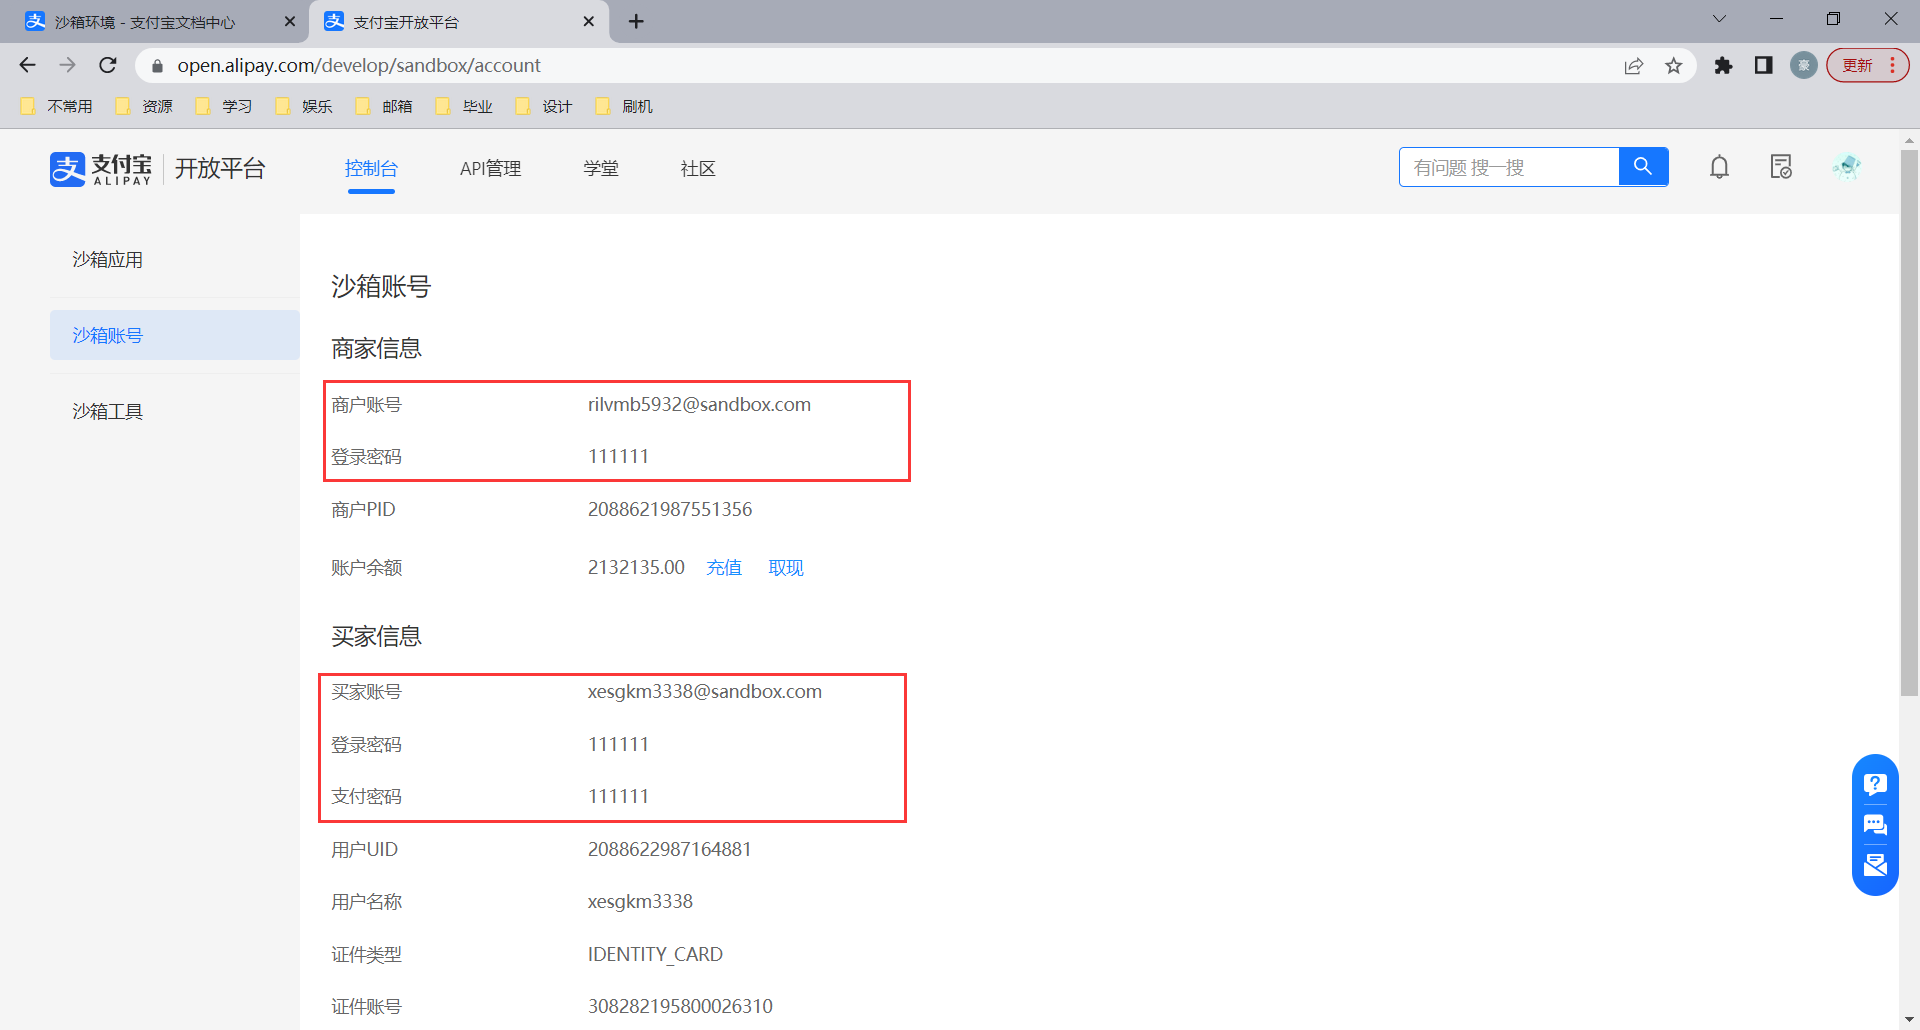 沙箱环境 - 支付宝文档中心
支付宝开放平台
open.alipay.com/develop/sandbox/account
豪
更新
不常用 资源 学习 娱乐 邮箱 毕业 设计 刷机
支 支付宝 ALIPAY 开放平台
控制台 API管理 学堂 社区
有问题 搜一搜
沙箱应用
沙箱账号
沙箱工具
沙箱账号
商家信息
商户账号 rilvmb5932@sandbox.com
登录密码 111111
商户PID 2088621987551356
账户余额 2132135.00 充值 取现
买家信息
买家账号 xesgkm3338@sandbox.com
登录密码 111111
支付密码 111111
用户UID 2088622987164881
用户名称 xesgkm3338
证件类型 IDENTITY_CARD
证件账号 308282195800026310